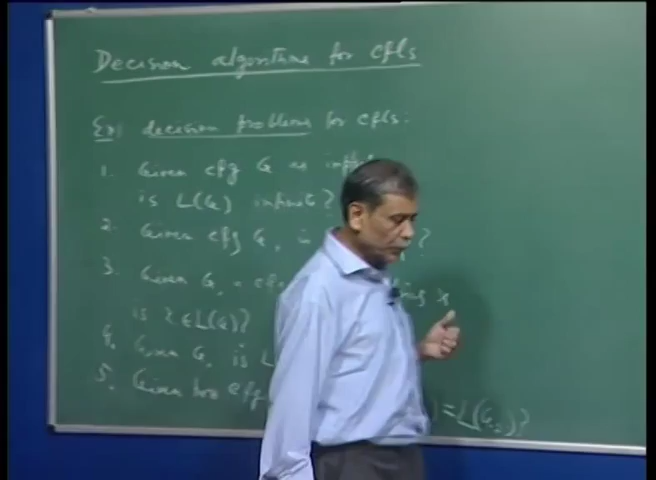 Decision algorithms for cfls
Ex: decision problems for cfls.
1. Given cfg G as input
is L(G) infinite?
2. Given cfg G, ?
3. Given G, a string x
is x ∈ L(G)?
4. Given G, is L
5. Given two cfg
= L(G₂)?